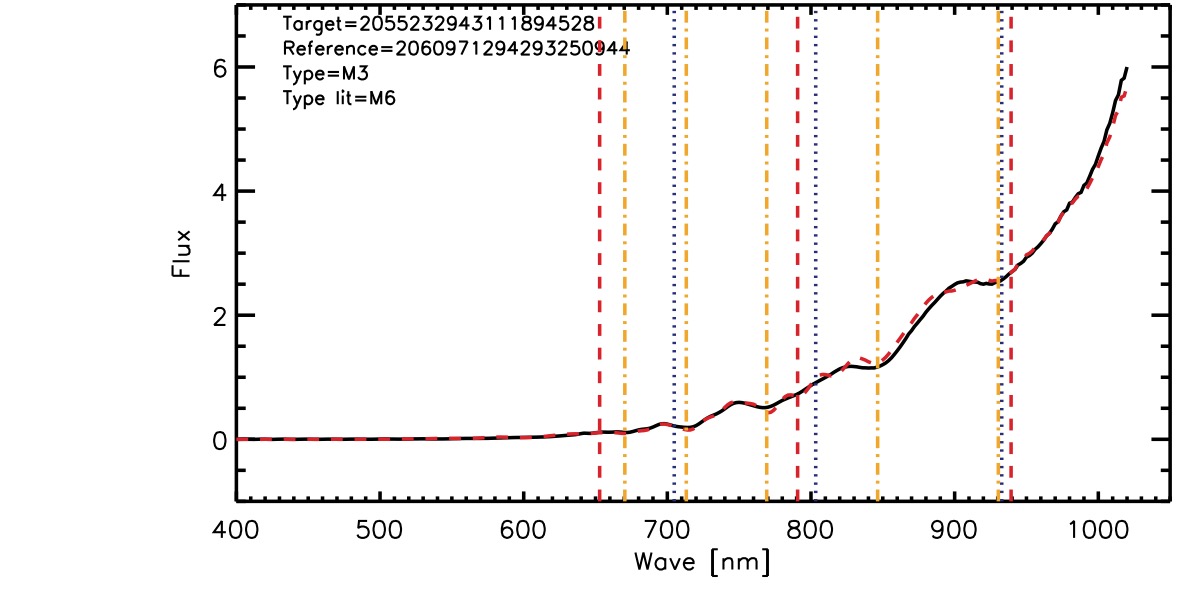 Target=2055232943111894528
Reference=2060971294293250944
Type=M3
Type lit=M6
6
4
2
0
Flux
400 500 600 700 800 900 1000
Wave [nm]